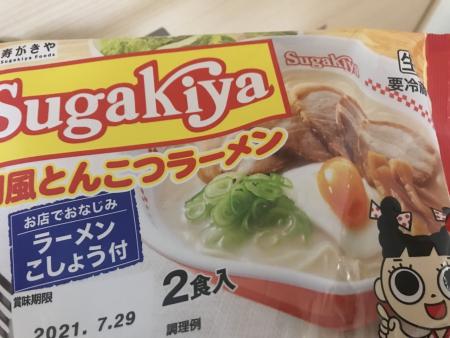 寿がきや
Sugakiya Foods
Sugakiya
Sugakiya
生
要冷
風とんこつラーメン
お店でおなじみ
ラーメン
こしょう付
賞味期限
2021. 7.29
2食入
調理例